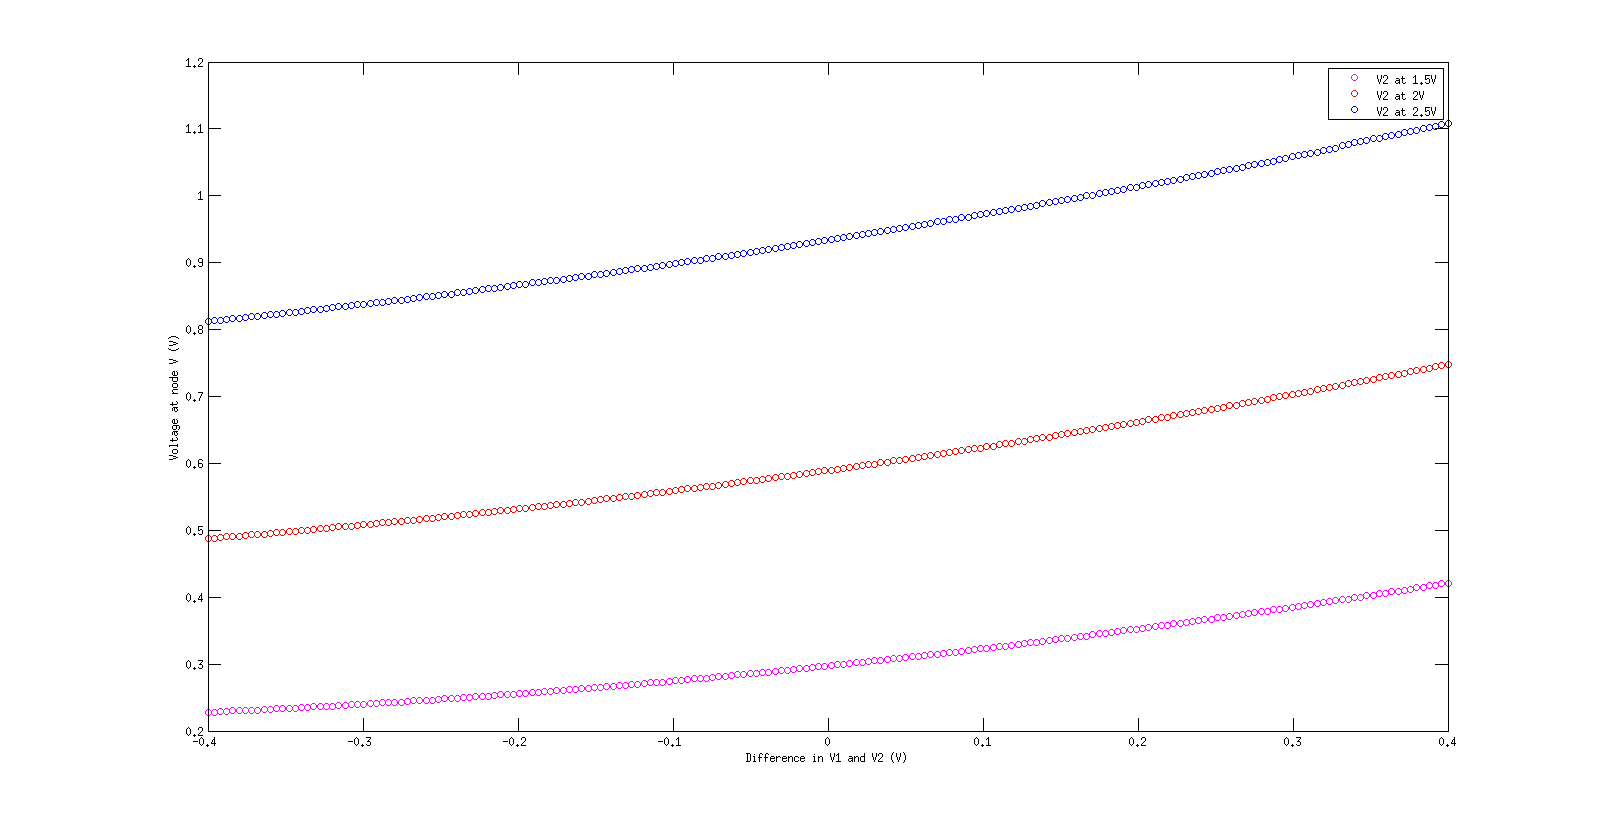 1.2
1.1
1
0.9
0.8
0.7
0.6
0.5
0.4
0.3
0.2
Voltage at node V (V)
V2 at 1.5V
V2 at 2V
V2 at 2.5V
-0.4 -0.3 -0.2 -0.1 0 0.1 0.2 0.3 0.4
Difference in V1 and V2 (V)